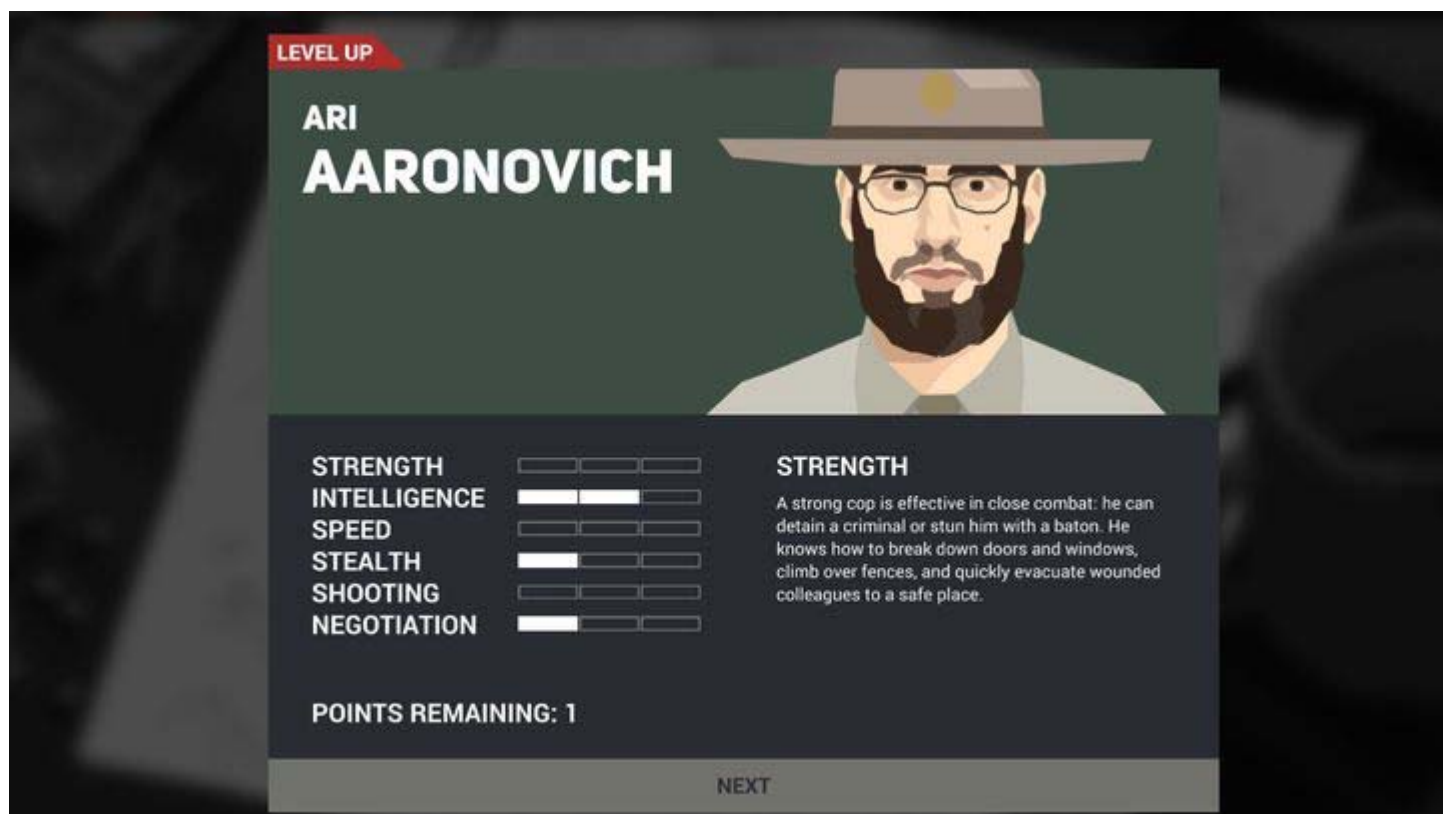 LEVEL UP
ARI
AARONOVICH
STRENGTH
INTELLIGENCE
SPEED
STEALTH
SHOOTING
NEGOTIATION
POINTS REMAINING: 1
STRENGTH
A strong cop is effective in close combat: he can
detain a criminal or stun him with a baton. He
knows how to break down doors and windows,
climb over fences, and quickly evacuate wounded
colleagues to a safe place.
NEXT